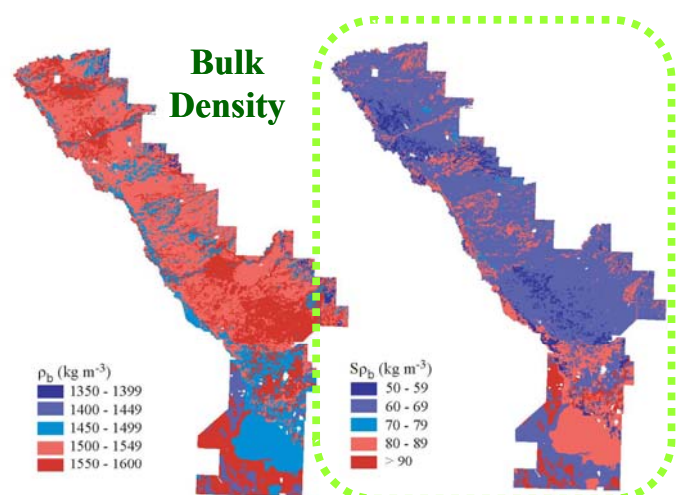 Bulk
Density
ρb (kg m-3)
1350 - 1399
1400 - 1449
1450 - 1499
1500 - 1549
1550 - 1600
Sρb (kg m-3)
50 - 59
60 - 69
70 - 79
80 - 89
> 90